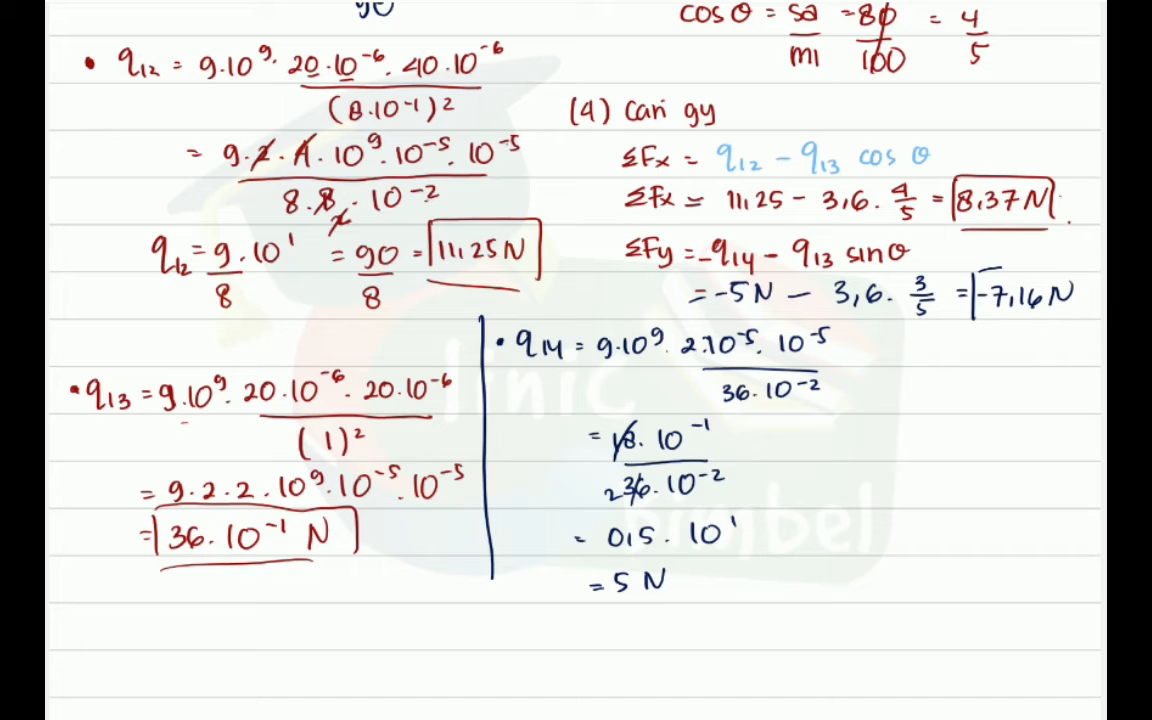 cos θ = sa/mi = 80/100 = 4/5
• q12 = 9.10⁹. 20.10⁻⁶. 40.10⁻⁶
(8.10⁻¹)²
= 9.2.4.10⁹.10⁻⁵.10⁻⁵
8.8.10⁻²
2
q12 = 9.10¹/8 = 90/8 = 11,25 N
• q13 = 9.10⁹. 20.10⁻⁶. 20.10⁻⁶
(1)²
= 9.2.2.10⁹.10⁻⁵.10⁻⁵
= 36.10⁻¹ N
(4) Cari gy
ΣFx = q12 − q13 cos θ
ΣFx = 11,25 − 3,6. 4/5 = 8,37 N
ΣFy = −q14 − q13 sin θ
= −5 N − 3,6. 3/5 = −7,16 N
• q14 = 9.10⁹. 2.10⁻⁵. 10⁻⁵
36.10⁻²
= 18.10⁻¹
2 36.10⁻²
= 0,5. 10¹
= 5 N
clinic
bimbel